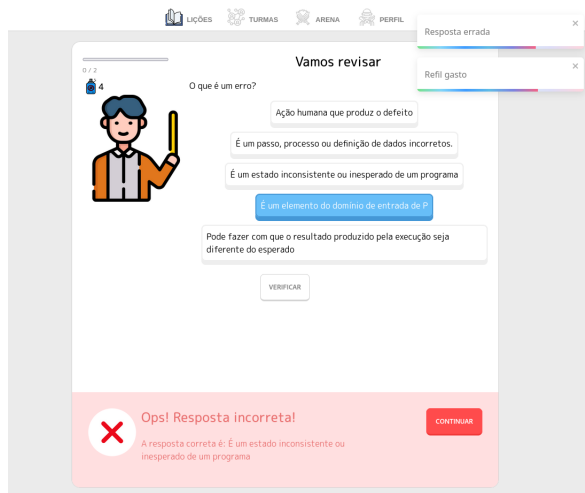 LIÇÕES TURMAS ARENA PERFIL
Resposta errada
Refil gasto
Vamos revisar
0 / 2
4
O que é um erro?
Ação humana que produz o defeito
É um passo, processo ou definição de dados incorretos.
É um estado inconsistente ou inesperado de um programa
É um elemento do domínio de entrada de P
Pode fazer com que o resultado produzido pela execução seja
diferente do esperado
VERIFICAR
Ops! Resposta incorreta!
CONTINUAR
A resposta correta é: É um estado inconsistente ou
inesperado de um programa